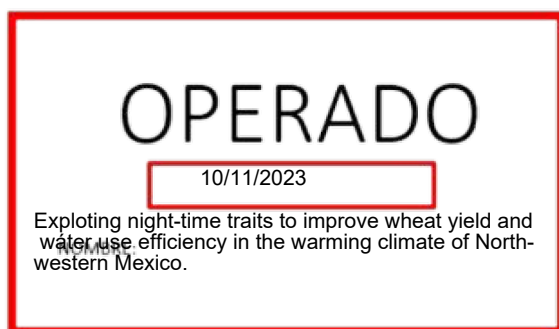 OPERADO
10/11/2023
Exploting night-time traits to improve wheat yield and
wáter use efficiency in the warming climate of North-
NOMBRE:
western Mexico.